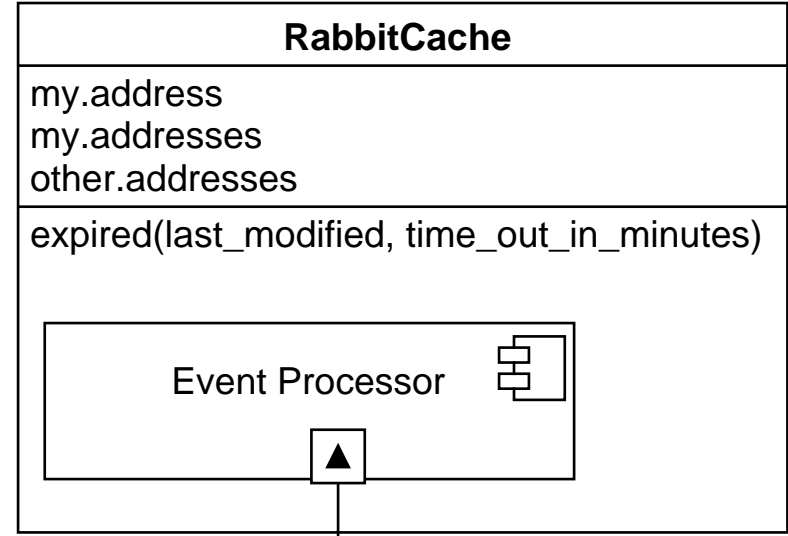 RabbitCache
my.address
my.addresses
other.addresses
expired(last_modified, time_out_in_minutes)
Event Processor